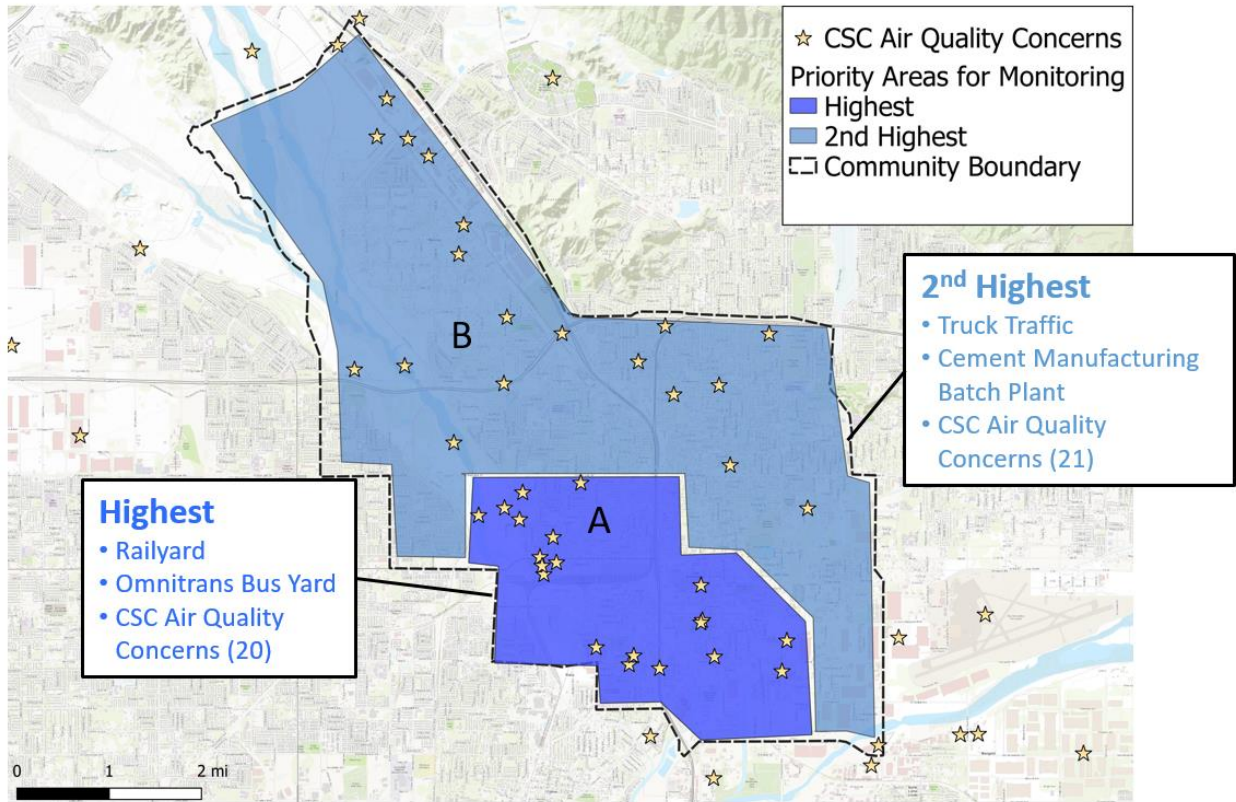 CSC Air Quality Concerns
Priority Areas for Monitoring
Highest
2nd Highest
Community Boundary
2nd Highest
• Truck Traffic
• Cement Manufacturing
Batch Plant
• CSC Air Quality
Concerns (21)
B
A
Highest
• Railyard
• Omnitrans Bus Yard
• CSC Air Quality
Concerns (20)
0 1 2 mi